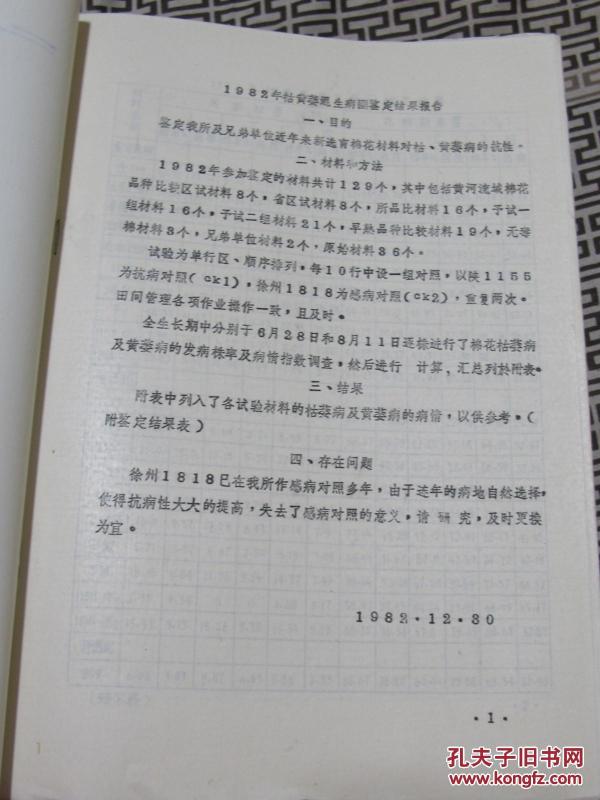 1982年枯黄萎混生病圃鉴定结果报告
一、目的
鉴定我所及兄弟单位近年来新选育棉花材料对枯、黄萎病的抗性。
二、材料和方法
1982年参加鉴定的材料共计129个，其中包括黄河流域棉花
品种比较区试材料8个，省区试材料8个，所品比材料16个，予试一
组材料16个，予试二组材料21个，早熟品种比较材料19个，无毒
棉材料3个，兄弟单位材料2个，原始材料36个。
试验为单行区、顺序排列，每10行中设一组对照，以陕1155
为抗病对照（ck1），徐州1818为感病对照（ck2），重复两次。
田间管理各项作业操作一致，且及时。
全生长期中分别于6月28日和8月11日逐株进行了棉花枯萎病
及黄萎病的发病株率及病情指数调查，然后进行 计算，汇总列於附表。
三、结果
附表中列入了各试验材料的枯萎病及黄萎病的病情，以供参考。（
附鉴定结果表）
四、存在问题
徐州1818已在我所作感病对照多年，由于逐年的病地自然选择，
使得抗病性大大的提高，失去了感病对照的意义，请 研 究，及时更换
为宜。
1982·12·30
·1·
孔夫子旧书网
www.kongfz.com